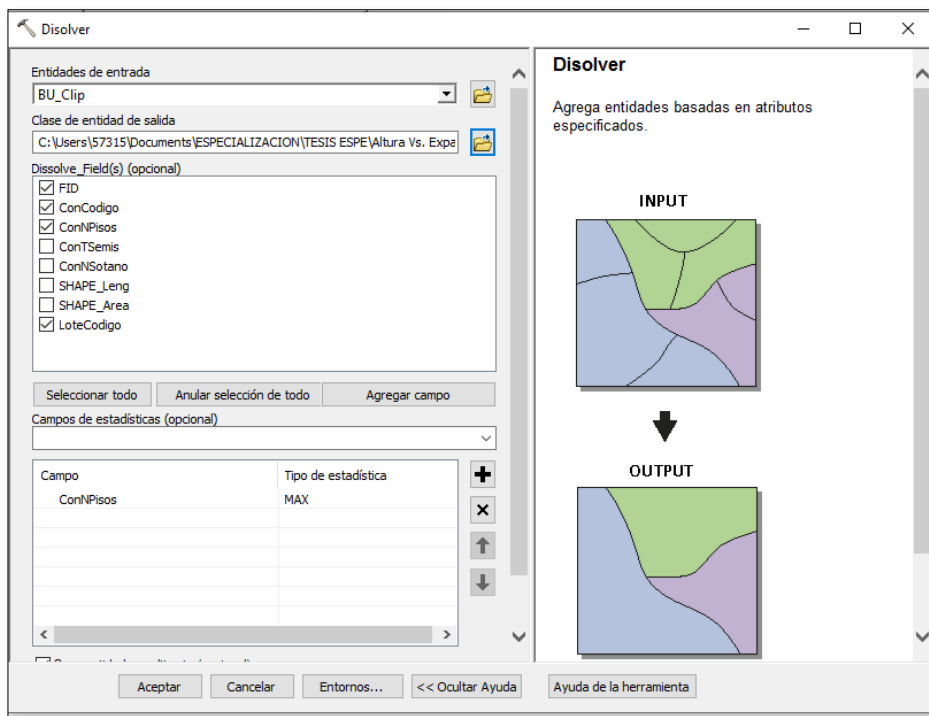 Disolver
Entidades de entrada
BU_Clip
Clase de entidad de salida
C:\Users\57315\Documents\ESPECIALIZACION\TESIS ESPE\Altura Vs. Expa
Dissolve_Field(s) (opcional)
FID
ConCodigo
ConNPisos
ConTSemis
ConNSotano
SHAPE_Leng
SHAPE_Area
LoteCodigo
Seleccionar todo
Anular selección de todo
Agregar campo
Campos de estadísticas (opcional)
Campo
Tipo de estadística
ConNPisos
MAX
Disolver
Agrega entidades basadas en atributos
especificados.
INPUT
OUTPUT
Aceptar
Cancelar
Entornos...
<< Ocultar Ayuda
Ayuda de la herramienta